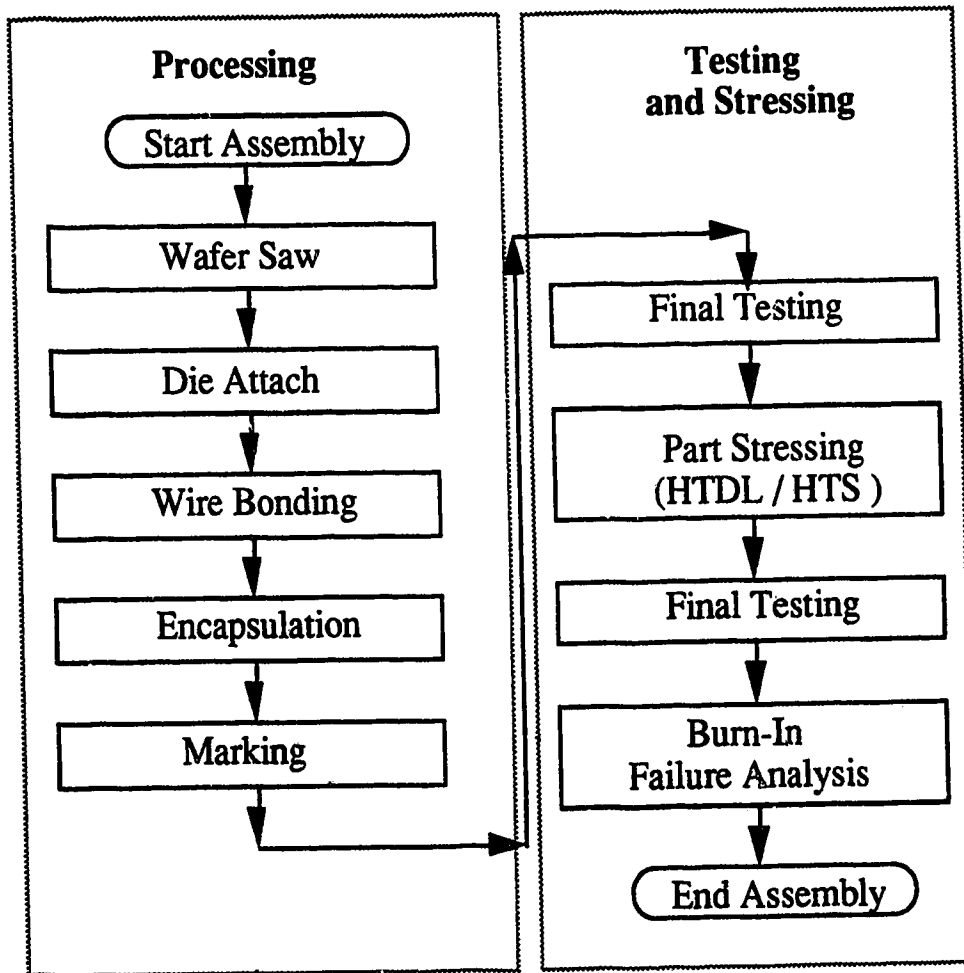 Processing
Start Assembly
Wafer Saw
Die Attach
Wire Bonding
Encapsulation
Marking
Testing
and Stressing
Final Testing
Part Stressing
(HTDL / HTS )
Final Testing
Burn-In
Failure Analysis
End Assembly